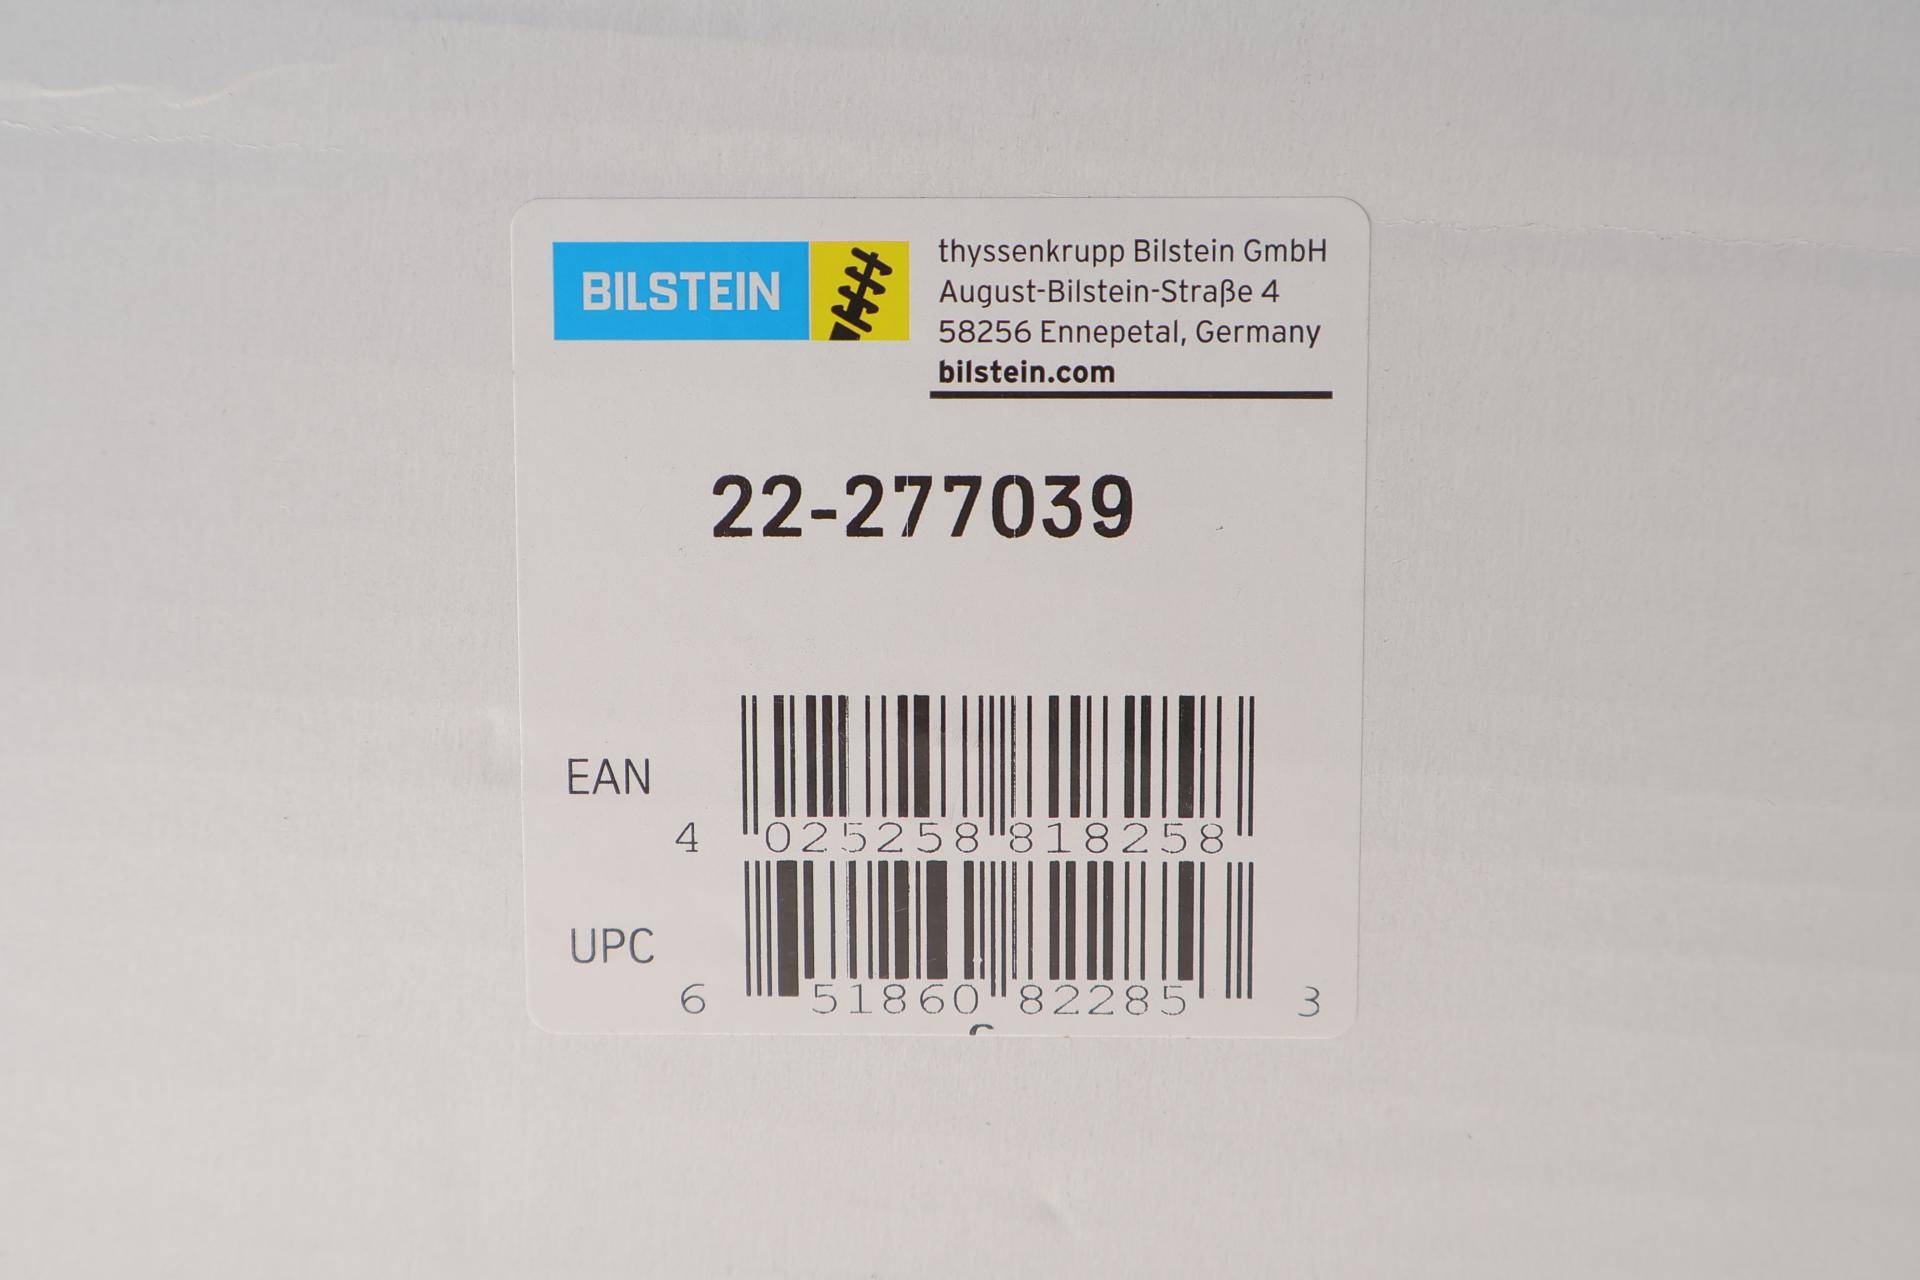 BILSTEIN
thyssenkrupp Bilstein GmbH
August-Bilstein-Straße 4
58256 Ennepetal, Germany
bilstein.com
22-277039
EAN
4 025258 818258
UPC
6 51860 82285 3